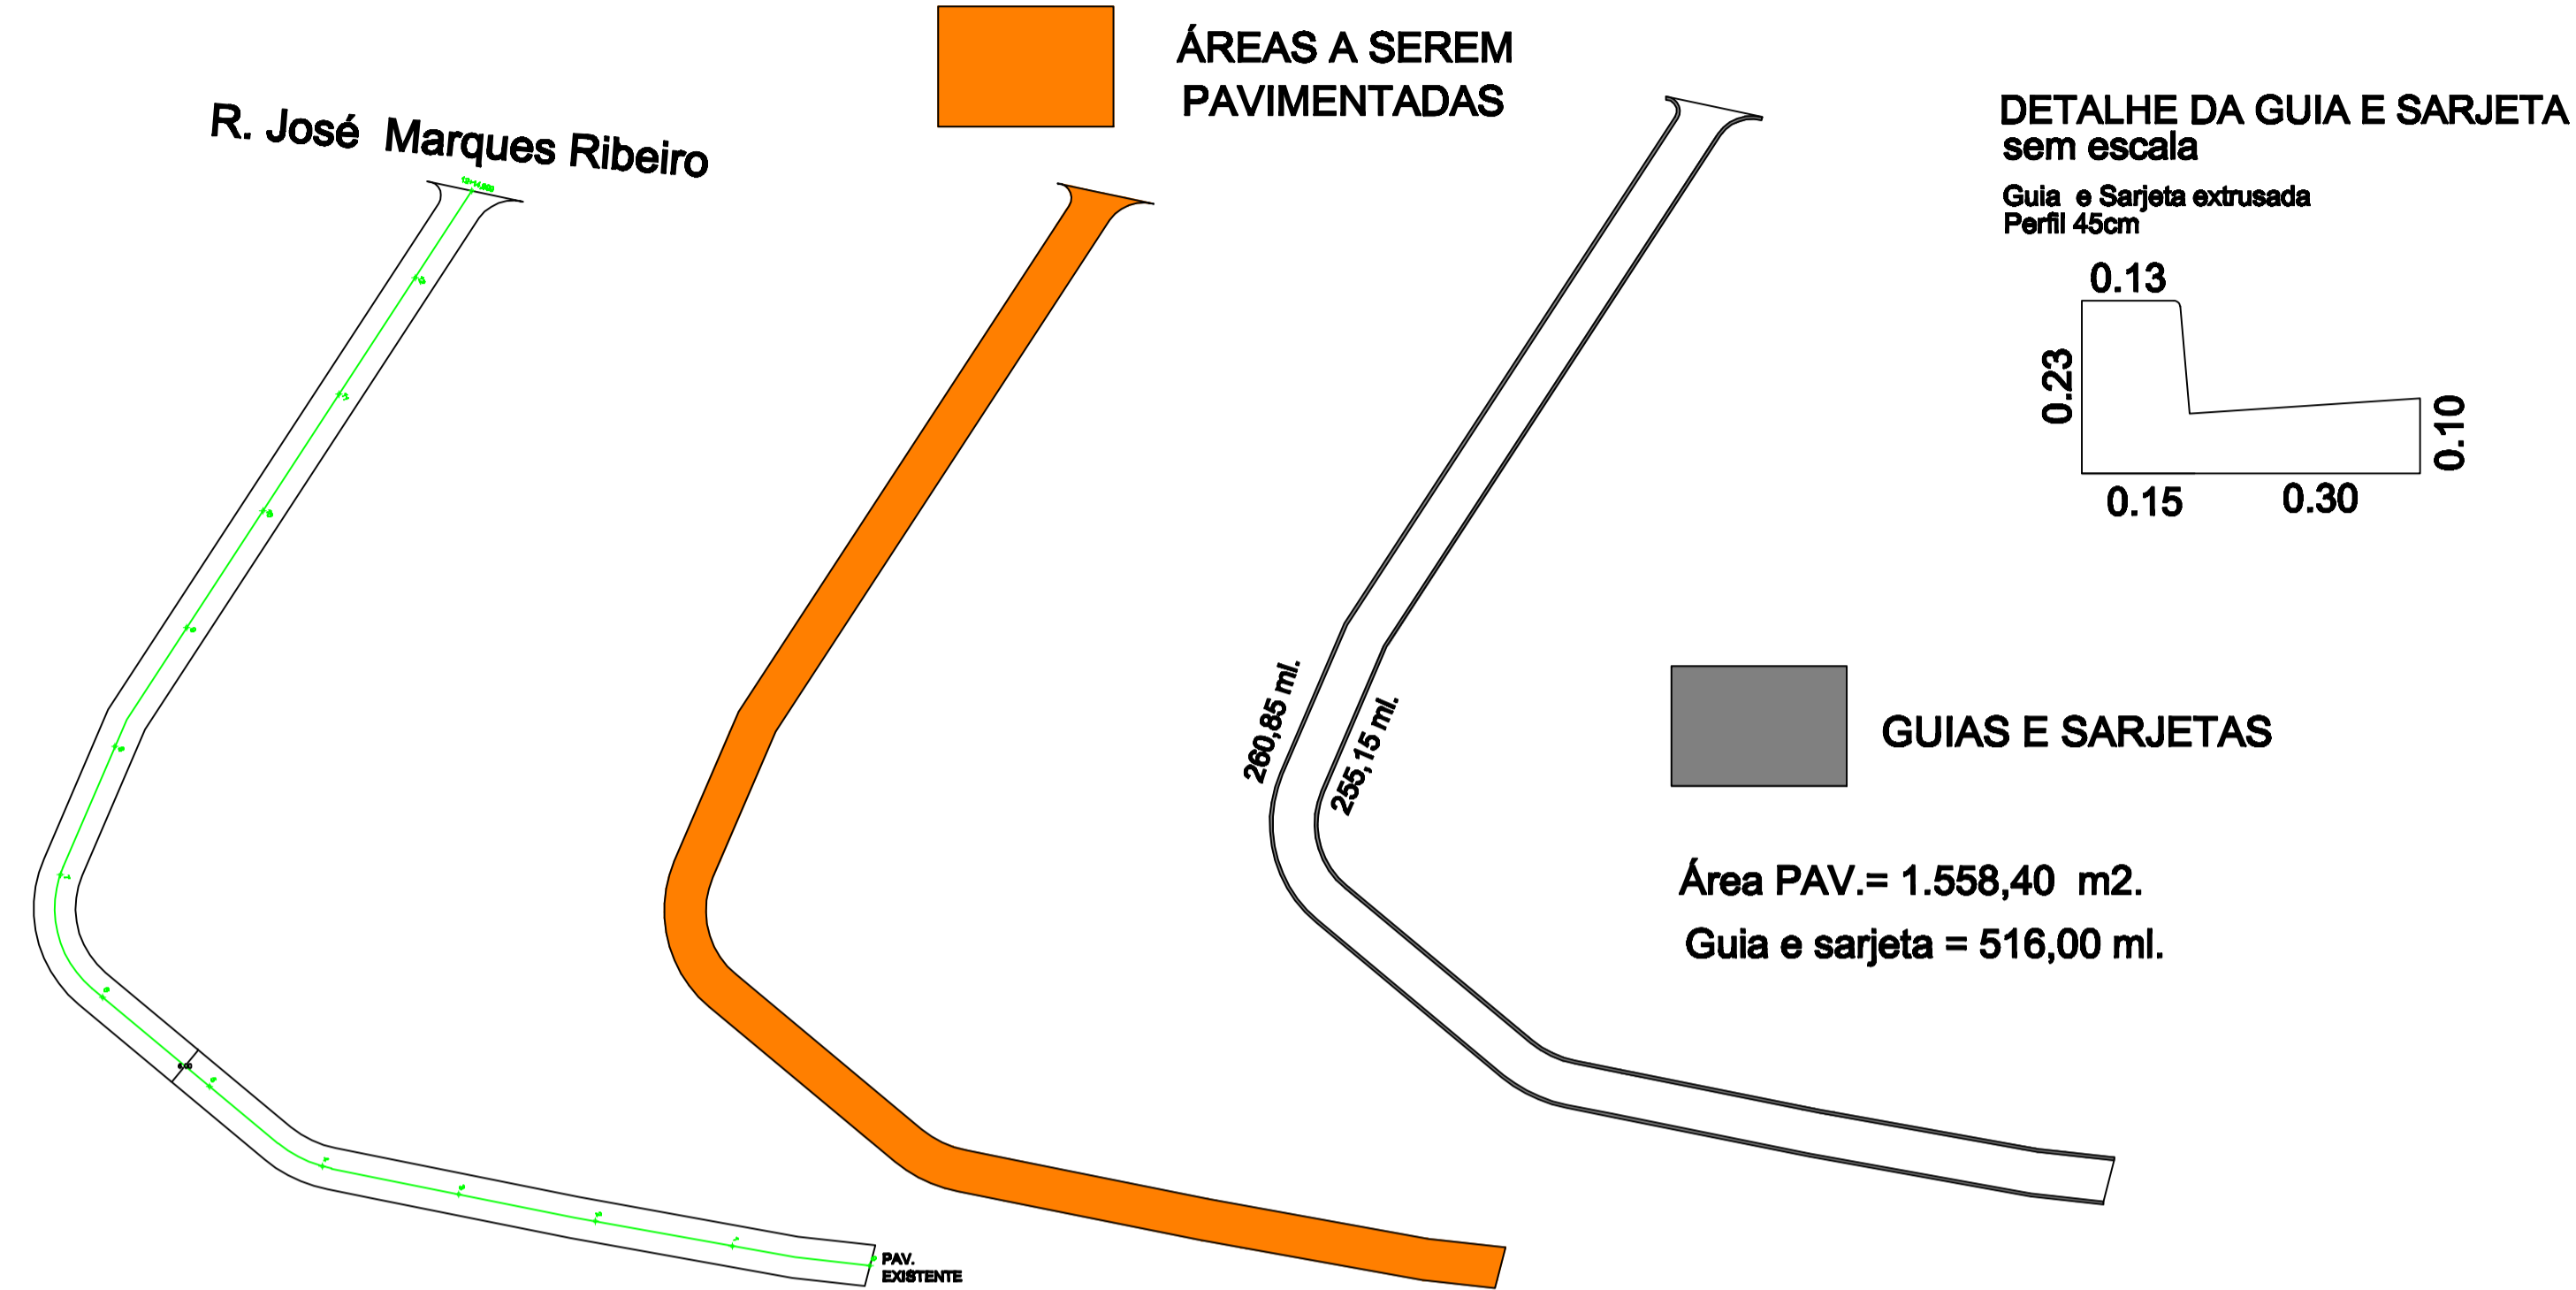 ÁREAS A SEREM
PAVIMENTADAS
R. José Marques Ribeiro
DETALHE DA GUIA E SARJETA
sem escala
Guia e Sarjeta extrusada
Perfil 45cm
0.13
0.23
0.10
0.15
0.30
260,85 ml.
255,15 ml.
GUIAS E SARJETAS
Área PAV.= 1.558,40 m2.
Guia e sarjeta = 516,00 ml.
PAV.
EXISTENTE